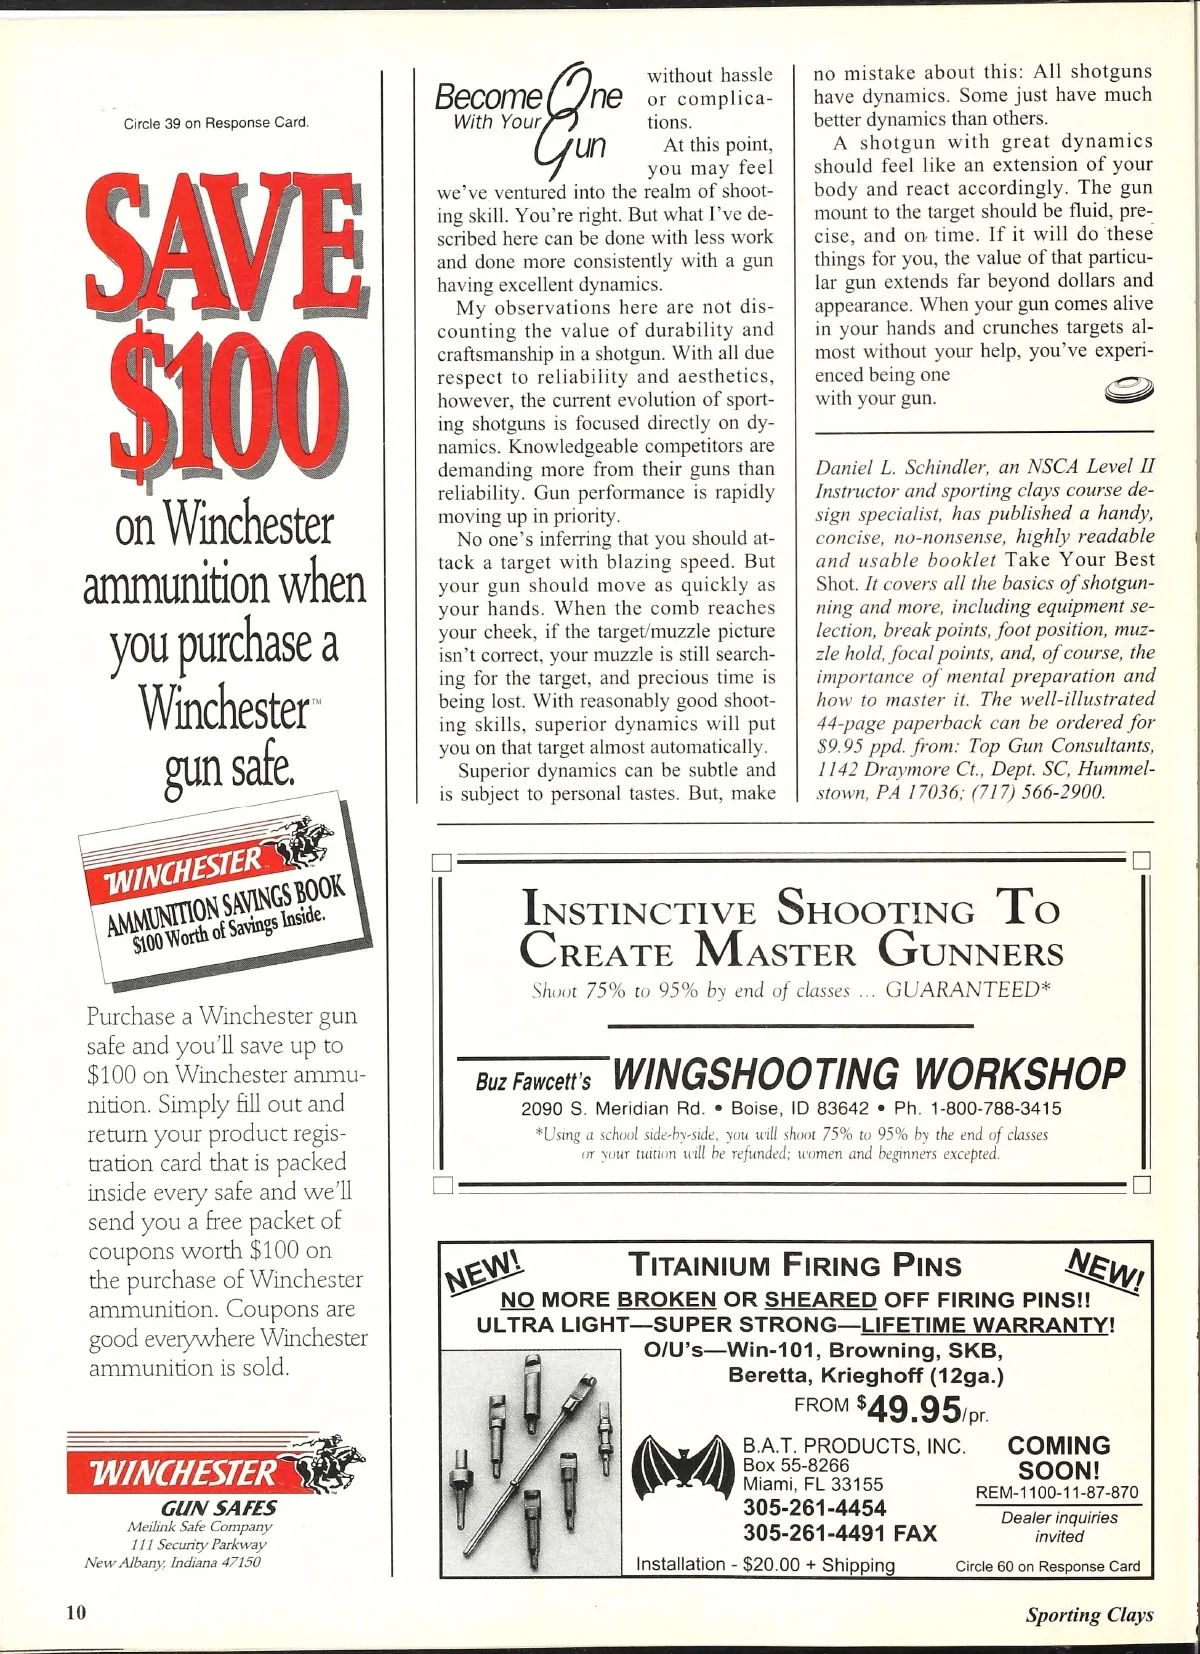 Circle 39 on Response Card.
SAVE
$100
on Winchester
ammunition when
you purchase a
Winchester™
gun safe.
WINCHESTER
AMMUNITION SAVINGS BOOK
$100 Worth of Savings Inside.
Purchase a Winchester gun
safe and you'll save up to
$100 on Winchester ammu-
nition. Simply fill out and
return your product regis-
tration card that is packed
inside every safe and we'll
send you a free packet of
coupons worth $100 on
the purchase of Winchester
ammunition. Coupons are
good everywhere Winchester
ammunition is sold.
WINCHESTER
GUN SAFES
Meilink Safe Company
111 Security Parkway
New Albany, Indiana 47150
Become One
With Your
Gun
without hassle
or complica-
tions.
At this point,
you may feel
we've ventured into the realm of shoot-
ing skill. You're right. But what I've de-
scribed here can be done with less work
and done more consistently with a gun
having excellent dynamics.
My observations here are not dis-
counting the value of durability and
craftsmanship in a shotgun. With all due
respect to reliability and aesthetics,
however, the current evolution of sport-
ing shotguns is focused directly on dy-
namics. Knowledgeable competitors are
demanding more from their guns than
reliability. Gun performance is rapidly
moving up in priority.
No one's inferring that you should at-
tack a target with blazing speed. But
your gun should move as quickly as
your hands. When the comb reaches
your cheek, if the target/muzzle picture
isn't correct, your muzzle is still search-
ing for the target, and precious time is
being lost. With reasonably good shoot-
ing skills, superior dynamics will put
you on that target almost automatically.
Superior dynamics can be subtle and
is subject to personal tastes. But, make
no mistake about this: All shotguns
have dynamics. Some just have much
better dynamics than others.
A shotgun with great dynamics
should feel like an extension of your
body and react accordingly. The gun
mount to the target should be fluid, pre-
cise, and on time. If it will do these
things for you, the value of that particu-
lar gun extends far beyond dollars and
appearance. When your gun comes alive
in your hands and crunches targets al-
most without your help, you've experi-
enced being one
with your gun.
Daniel L. Schindler, an NSCA Level II
Instructor and sporting clays course de-
sign specialist, has published a handy,
concise, no-nonsense, highly readable
and usable booklet Take Your Best
Shot. It covers all the basics of shotgun-
ning and more, including equipment se-
lection, break points, foot position, muz-
zle hold, focal points, and, of course, the
importance of mental preparation and
how to master it. The well-illustrated
44-page paperback can be ordered for
$9.95 ppd. from: Top Gun Consultants,
1142 Draymore Ct., Dept. SC, Hummel-
stown, PA 17036; (717) 566-2900.
INSTINCTIVE SHOOTING TO
CREATE MASTER GUNNERS
Shoot 75% to 95% by end of classes ... GUARANTEED*
Buz Fawcett's WINGSHOOTING WORKSHOP
2090 S. Meridian Rd. • Boise, ID 83642 • Ph. 1-800-788-3415
*Using a school side-by-side, you will shoot 75% to 95% by the end of classes
or your tuition will be refunded; women and beginners excepted.
NEW! TITAINIUM FIRING PINS NEW!
NO MORE BROKEN OR SHEARED OFF FIRING PINS!!
ULTRA LIGHT—SUPER STRONG—LIFETIME WARRANTY!
O/U's—Win-101, Browning, SKB,
Beretta, Krieghoff (12ga.)
FROM $49.95/pr.
B.A.T. PRODUCTS, INC.
Box 55-8266
Miami, FL 33155
305-261-4454
305-261-4491 FAX
COMING
SOON!
REM-1100-11-87-870
Dealer inquiries
invited
Installation - $20.00 + Shipping
Circle 60 on Response Card
10
Sporting Clays